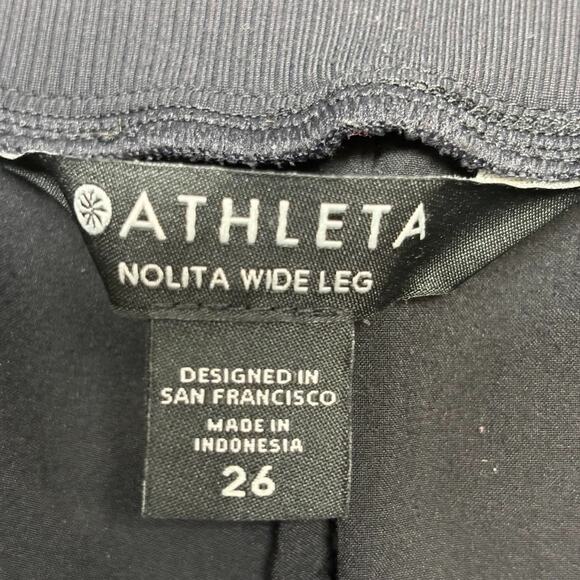 ATHLETA
NOLITA WIDE LEG
DESIGNED IN
SAN FRANCISCO
MADE IN
INDONESIA
26